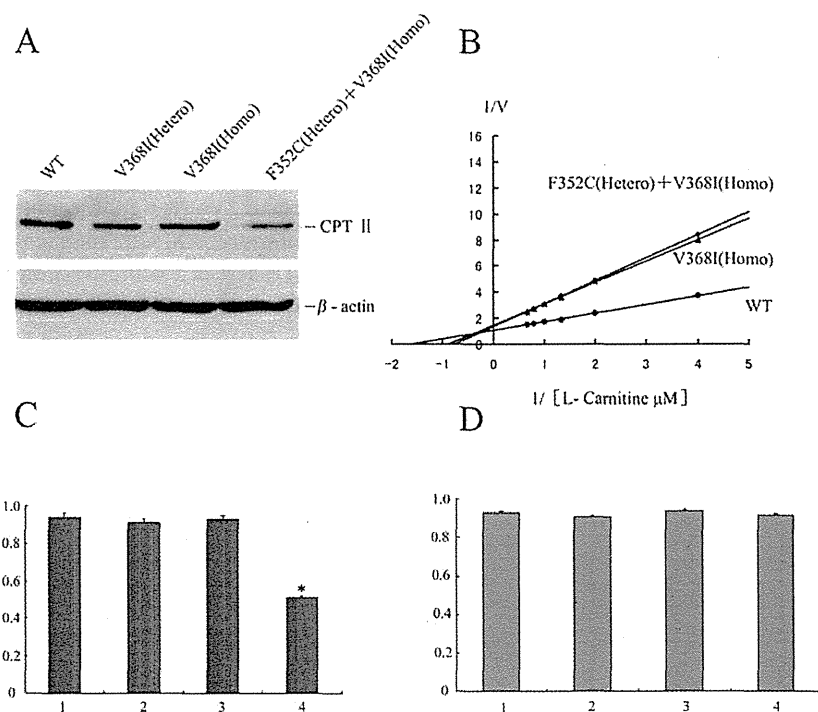 A
WT
V368I(Hetero)
V368I(Homo)
F352C(Hetero)+V368I(Homo)
CPT II
β - actin
B
1/V
16
14
12
10
8
6
4
2
0
-2 -1 0 1 2 3 4 5
F352C(Hetero)+V368I(Homo)
V368I(Homo)
WT
1/ [L- Carnitine μM]
C
1.0
0.8
0.6
0.4
0.2
0
*
1 2 3 4
D
1.0
0.8
0.6
0.4
0.2
0
1 2 3 4